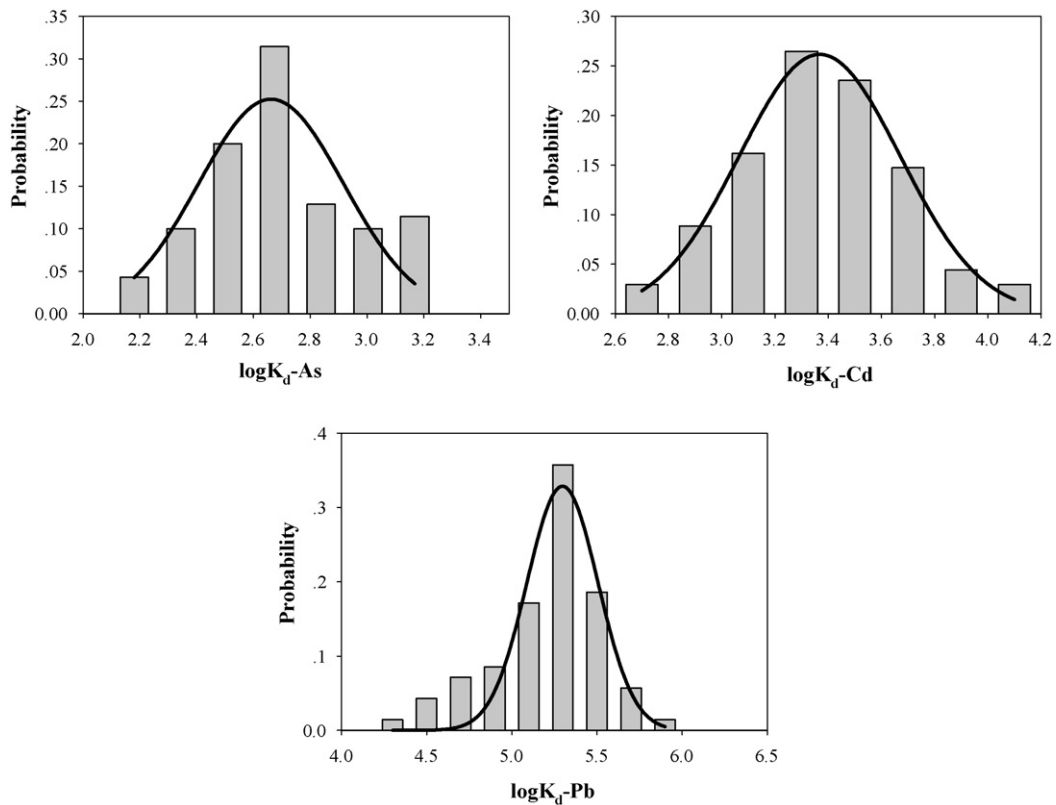 .35
.30
.25
.20
.15
.10
.05
0.00
Probability
2.0 2.2 2.4 2.6 2.8 3.0 3.2 3.4
logKd-As
.30
.25
.20
.15
.10
.05
0.00
Probability
2.6 2.8 3.0 3.2 3.4 3.6 3.8 4.0 4.2
logKd-Cd
.4
.3
.2
.1
0.0
Probability
4.0 4.5 5.0 5.5 6.0 6.5
logKd-Pb